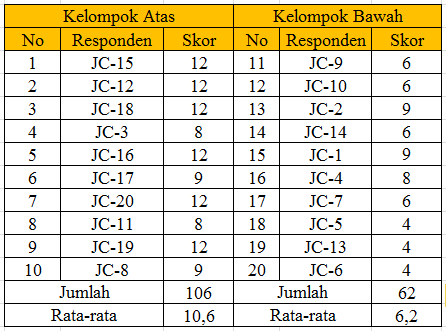 Kelompok Atas Kelompok Bawah
No Responden Skor No Responden Skor
1 JC-15 12 11 JC-9 6
2 JC-12 12 12 JC-10 6
3 JC-18 12 13 JC-2 9
4 JC-3 8 14 JC-14 6
5 JC-16 12 15 JC-1 9
6 JC-17 9 16 JC-4 8
7 JC-20 12 17 JC-7 6
8 JC-11 8 18 JC-5 4
9 JC-19 12 19 JC-13 4
10 JC-8 9 20 JC-6 4
Jumlah 106 Jumlah 62
Rata-rata 10,6 Rata-rata 6,2